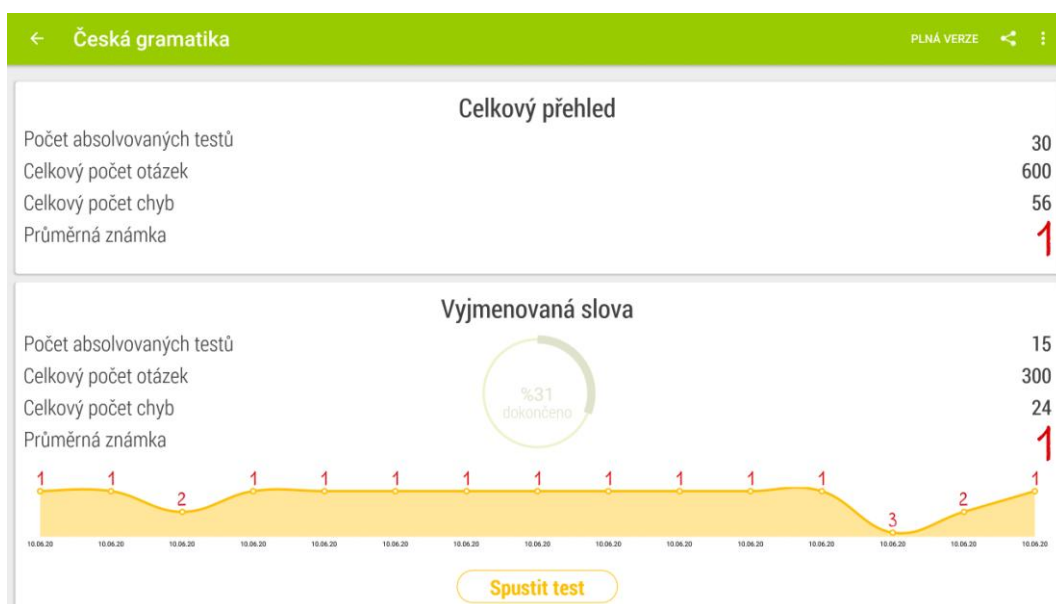 Česká gramatika PLNÁ VERZE
Celkový přehled
Počet absolvovaných testů 30
Celkový počet otázek 600
Celkový počet chyb 56
Průměrná známka 1
Vyjmenovaná slova
Počet absolvovaných testů 15
Celkový počet otázek 300
Celkový počet chyb 24
Průměrná známka 1
%31
dokončeno
1 1 2 1 1 1 1 1 1 1 1 1 3 2 1
10.06.20 10.06.20 10.06.20 10.06.20 10.06.20 10.06.20 10.06.20 10.06.20 10.06.20 10.06.20 10.06.20 10.06.20 10.06.20 10.06.20 10.06.20
Spustit test